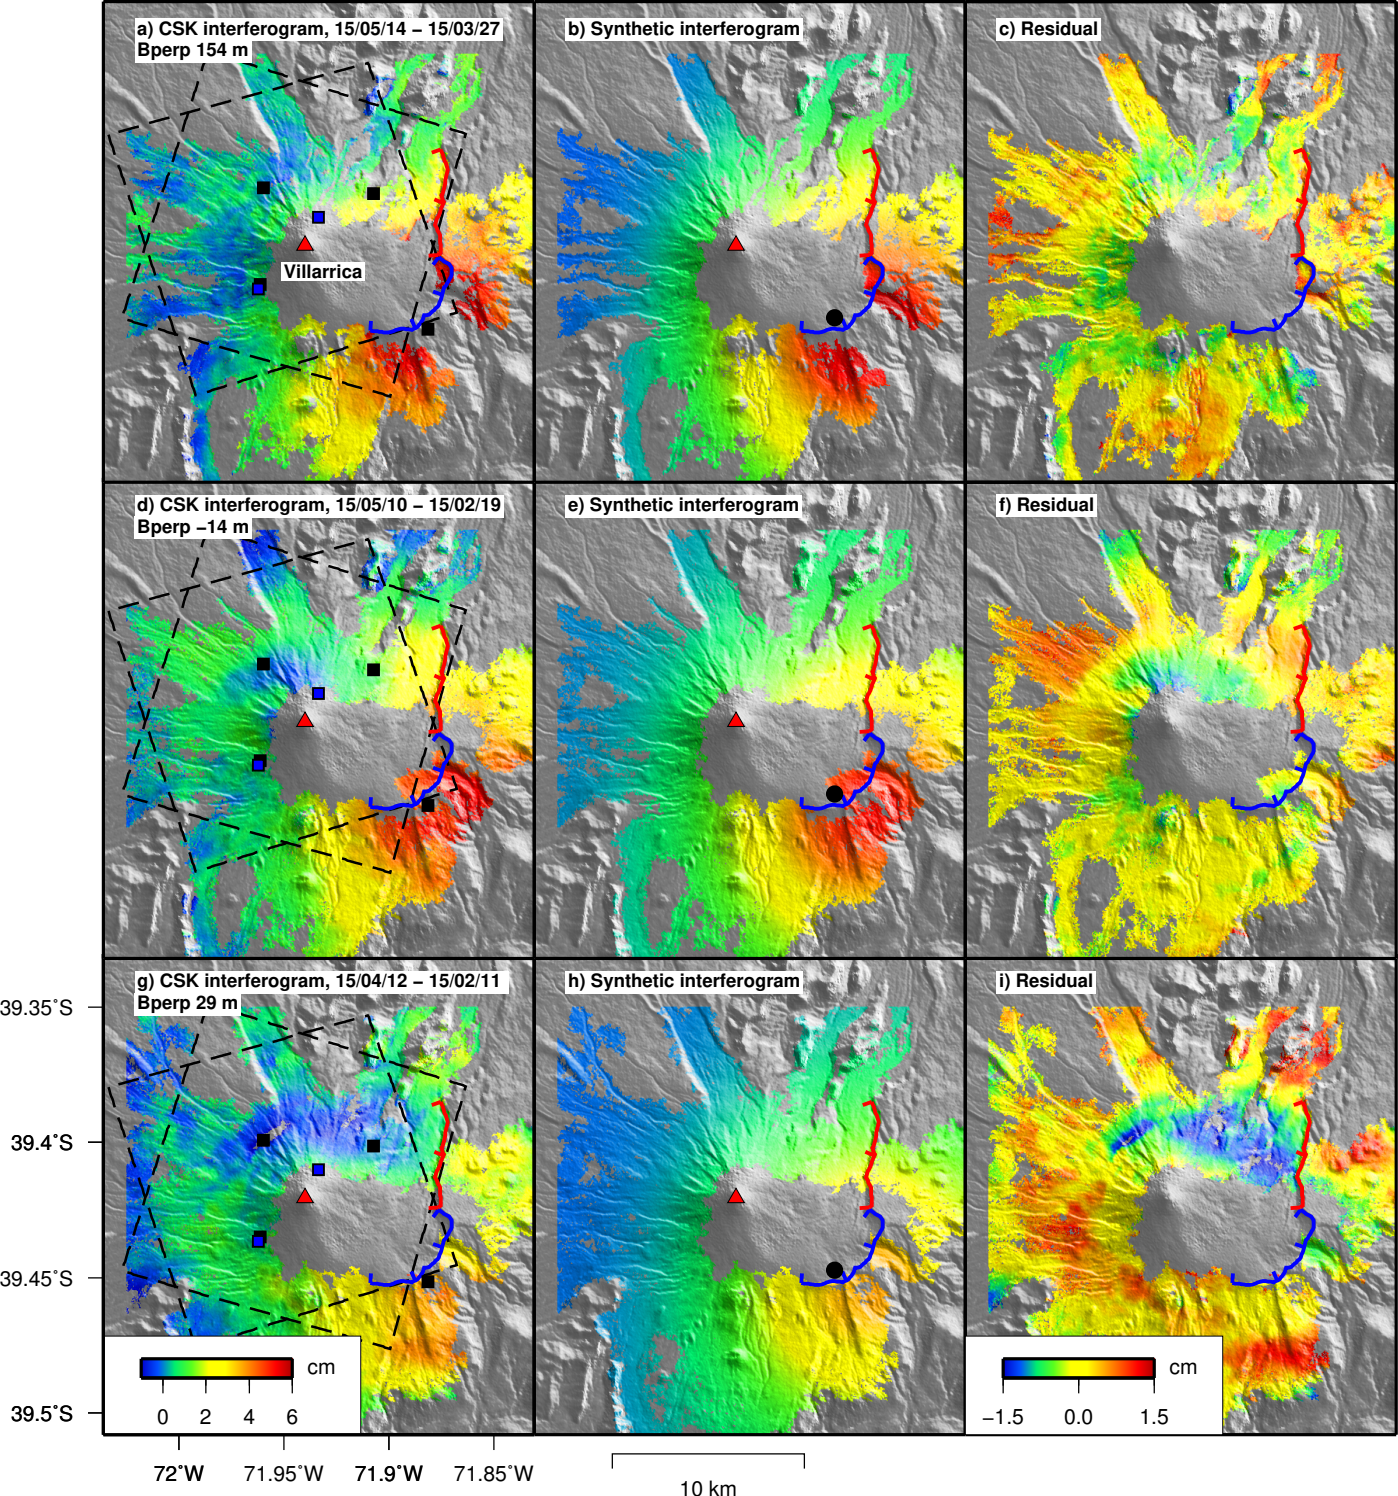 a) CSK interferogram, 15/05/14 − 15/03/27
Bperp 154 m
b) Synthetic interferogram
c) Residual
Villarrica
d) CSK interferogram, 15/05/10 − 15/02/19
Bperp −14 m
e) Synthetic interferogram
f) Residual
g) CSK interferogram, 15/04/12 − 15/02/11
Bperp 29 m
h) Synthetic interferogram
i) Residual
39.35˚S
39.4˚S
39.45˚S
39.5˚S
cm
0 2 4 6
cm
−1.5 0.0 1.5
72˚W 71.95˚W 71.9˚W 71.85˚W
10 km